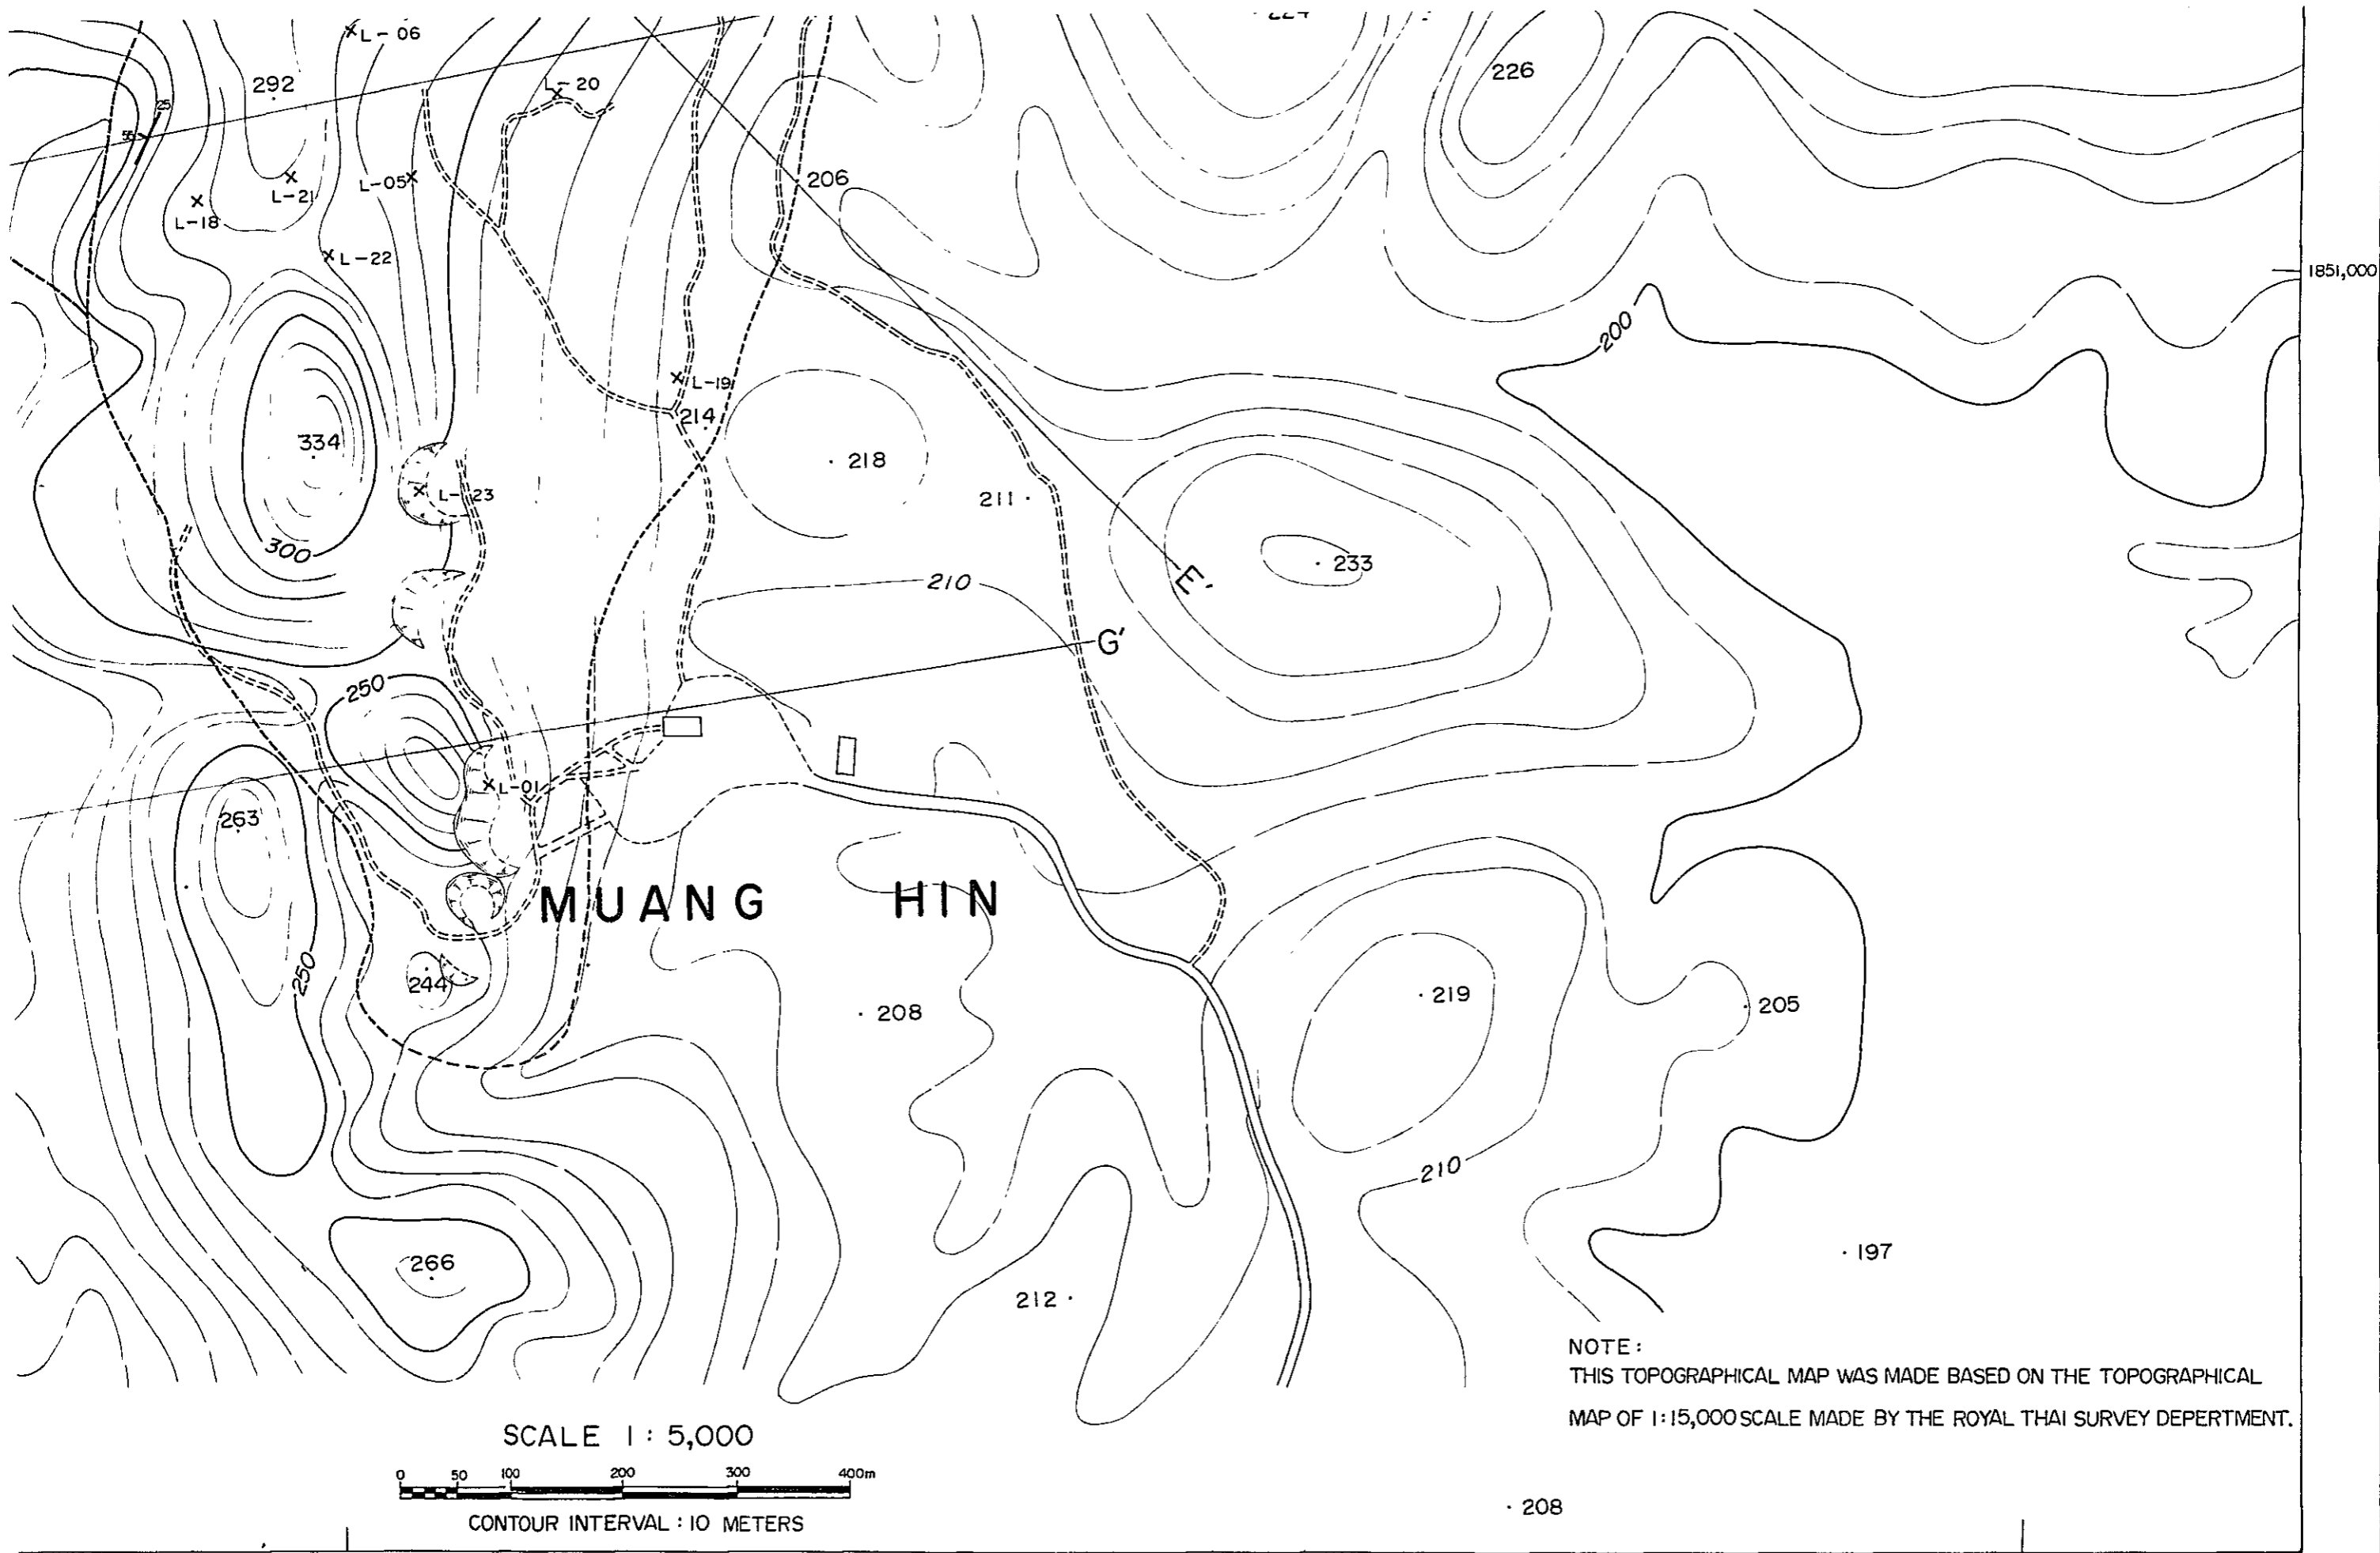 L-06
292
L-20
226
25
55
L-05
206
L-21
L-18
L-22
1851,000
200
L-19
214
334
218
L-23
211
300
233
210
E'
G'
250
L-01
263
MUANG HIN
250
244
219
205
208
210
197
266
212
NOTE:
THIS TOPOGRAPHICAL MAP WAS MADE BASED ON THE TOPOGRAPHICAL
MAP OF 1:15,000 SCALE MADE BY THE ROYAL THAI SURVEY DEPERTMENT.
SCALE 1 : 5,000
0 50 100 200 300 400m
CONTOUR INTERVAL : 10 METERS
208